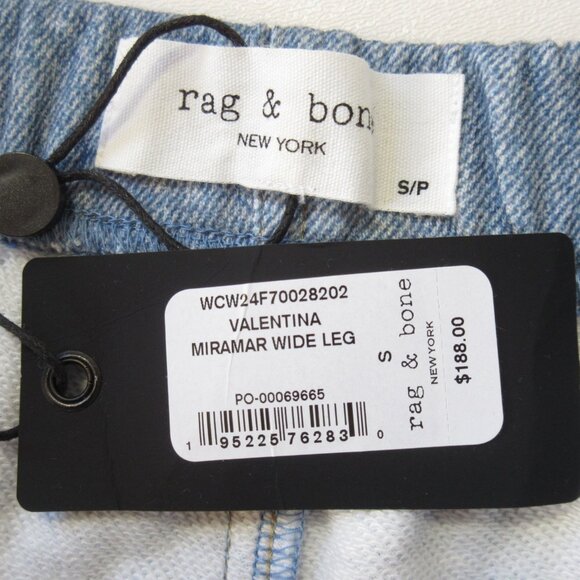 rag & bone
NEW YORK
S/P
WCW24F70028202
VALENTINA
MIRAMAR WIDE LEG
PO-00069665
1 95225 76283 0
S
rag & bone
NEW YORK
$188.00